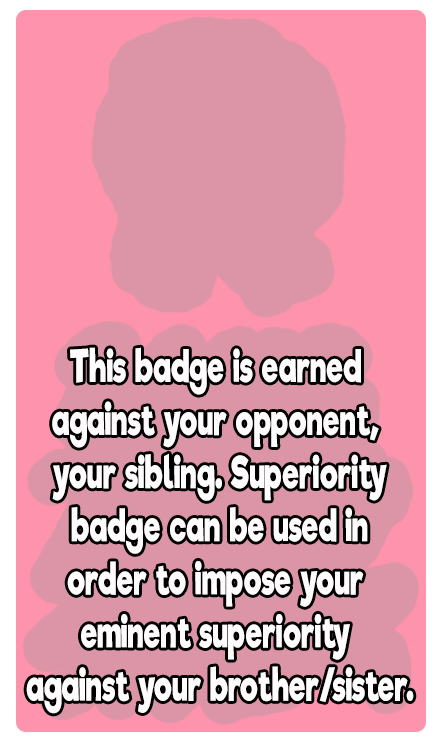 This badge is earned
against your opponent,
your sibling. Superiority
badge can be used in
order to impose your
eminent superiority
against your brother/sister.